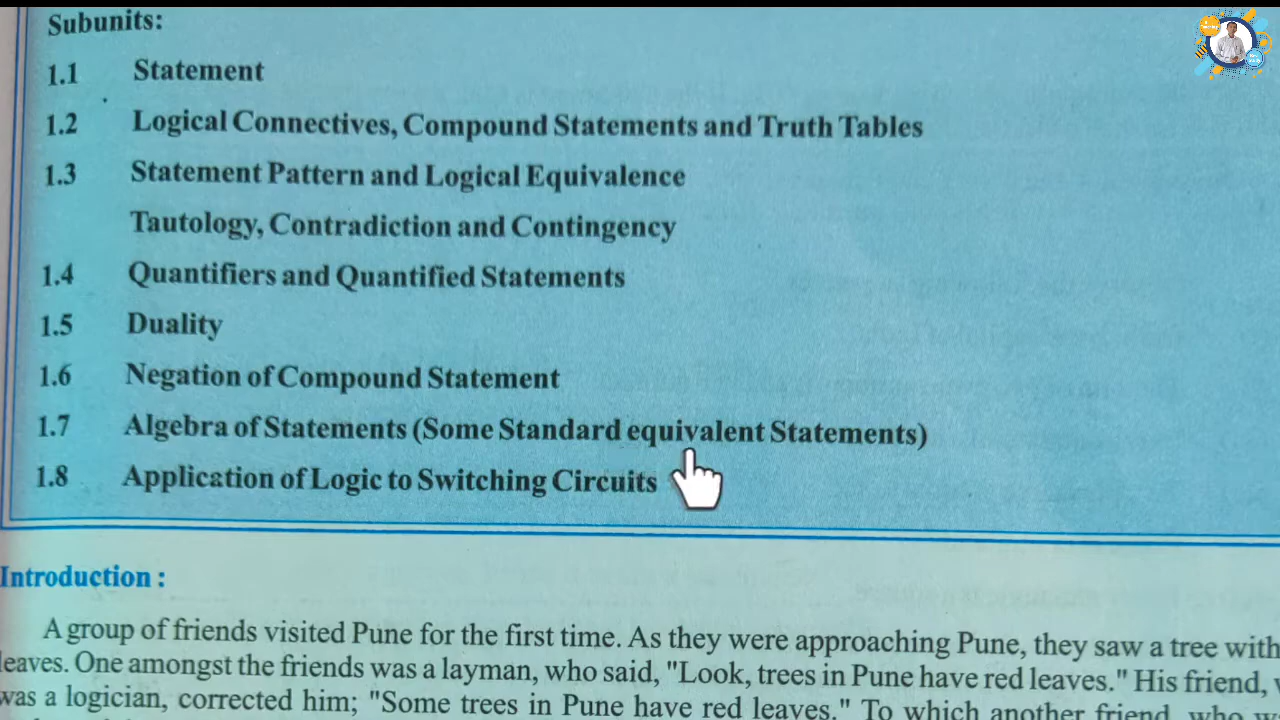 Subunits:
1.1 Statement
1.2 Logical Connectives, Compound Statements and Truth Tables
1.3 Statement Pattern and Logical Equivalence
Tautology, Contradiction and Contingency
1.4 Quantifiers and Quantified Statements
1.5 Duality
1.6 Negation of Compound Statement
1.7 Algebra of Statements (Some Standard equivalent Statements)
1.8 Application of Logic to Switching Circuits
Introduction :
A group of friends visited Pune for the first time. As they were approaching Pune, they saw a tree with
leaves. One amongst the friends was a layman, who said, "Look, trees in Pune have red leaves." His friend,
was a logician, corrected him; "Some trees in Pune have red leaves." To which another friend, who